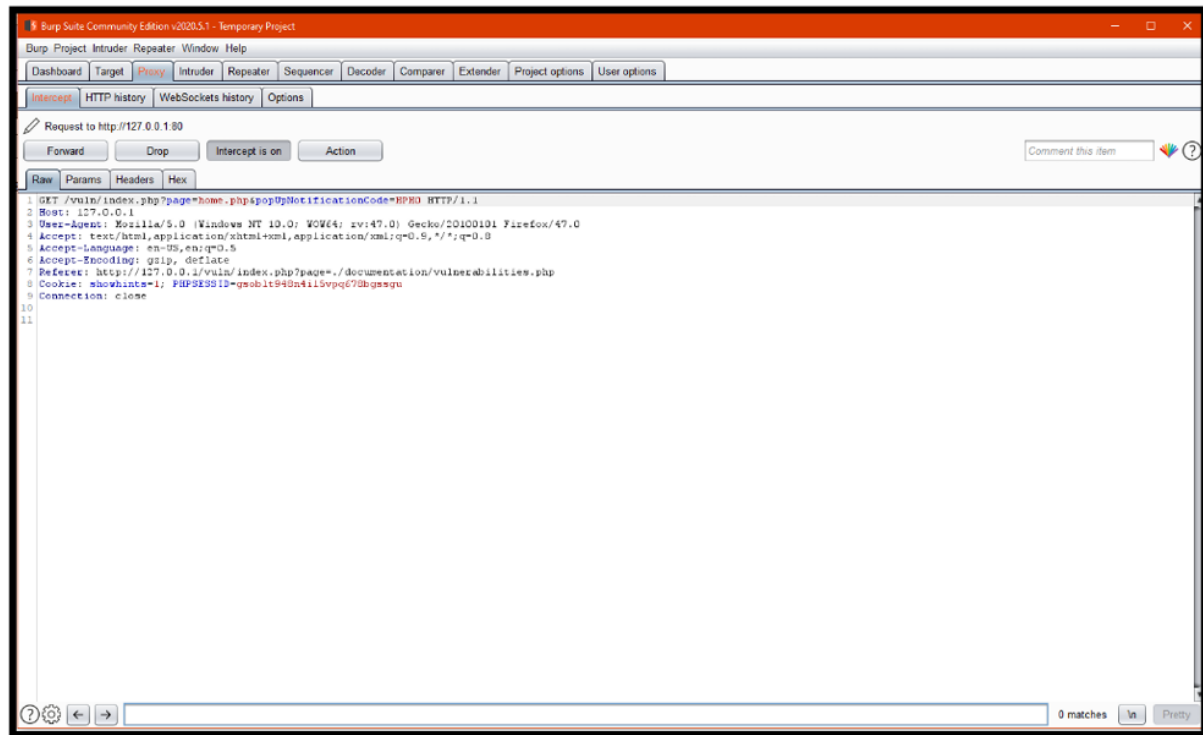 Burp Suite Community Edition v2020.5.1 - Temporary Project
Burp Project Intruder Repeater Window Help
Dashboard Target Proxy Intruder Repeater Sequencer Decoder Comparer Extender Project options User options
Intercept HTTP history WebSockets history Options
Request to http://127.0.0.1:80
Forward Drop Intercept is on Action Comment this item ?
Raw Params Headers Hex
1 GET /vuln/index.php?page=home.php&popUpNotificationCode=HPH0 HTTP/1.1
2 Host: 127.0.0.1
3 User-Agent: Mozilla/5.0 (Windows NT 10.0; WOW64; rv:47.0) Gecko/20100101 Firefox/47.0
4 Accept: text/html,application/xhtml+xml,application/xml;q=0.9,*/*;q=0.8
5 Accept-Language: en-US,en;q=0.5
6 Accept-Encoding: gzip, deflate
7 Referer: http://127.0.0.1/vuln/index.php?page=./documentation/vulnerabilities.php
8 Cookie: showhints=1; PHPSESSID=gsoblt948n4il5vpq678bgssgu
9 Connection: close
10
11
? 0 matches \n Pretty